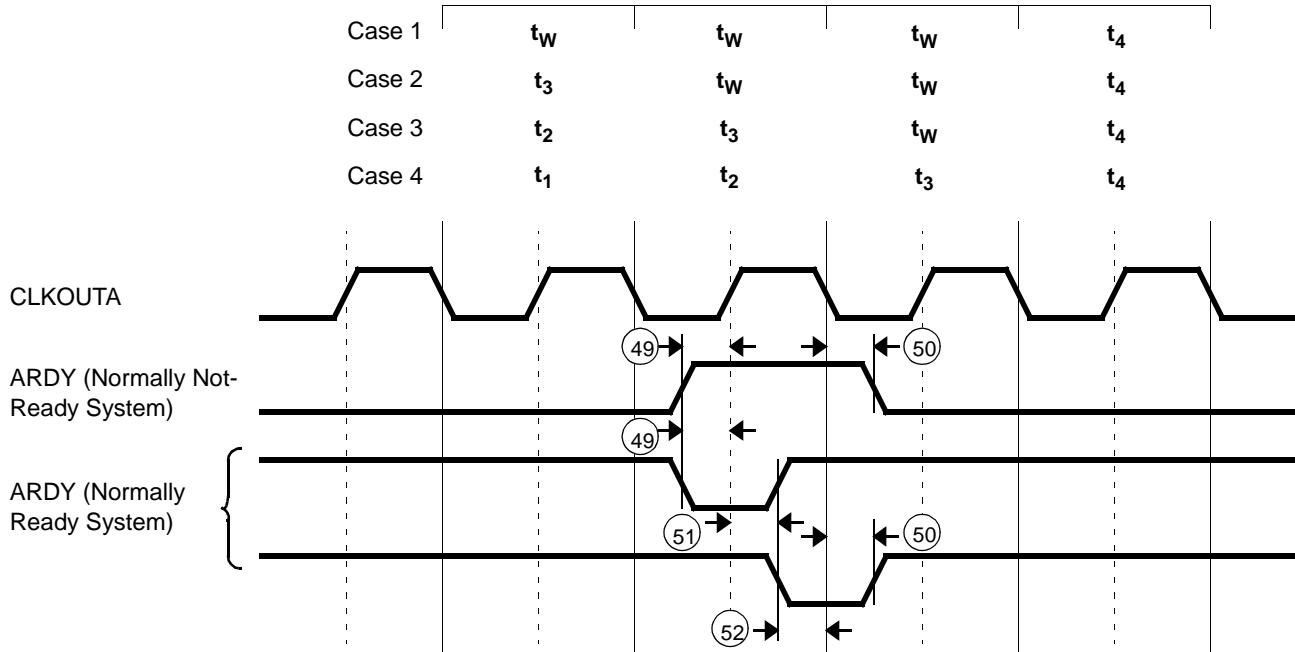 Case 1 tW tW tW t4
Case 2 t3 tW tW t4
Case 3 t2 t3 tW t4
Case 4 t1 t2 t3 t4
CLKOUTA
49 50
ARDY (Normally Not-
Ready System)
49
ARDY (Normally
Ready System)
51 50
52